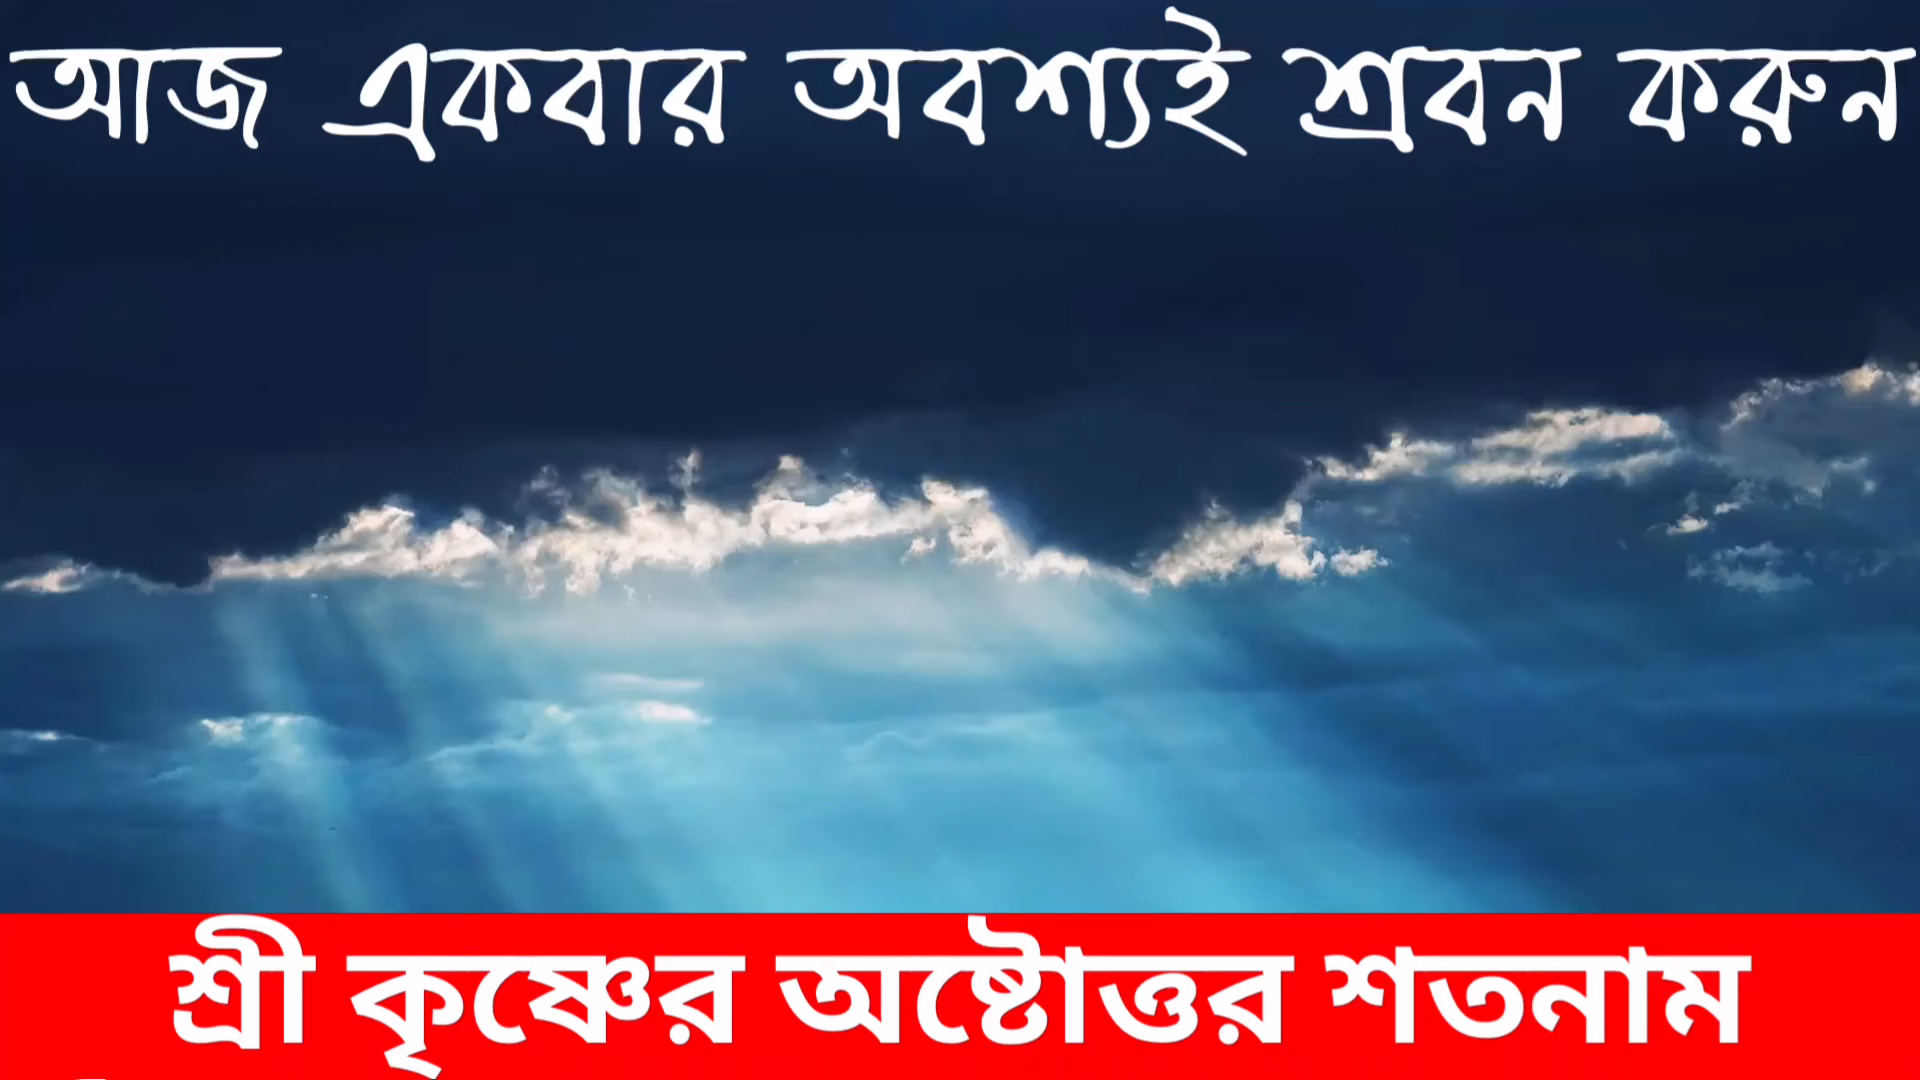 আজ একবার অবশ্যই শ্রবন করুন
শ্রী কৃষ্ণের অষ্টোত্তর শতনাম